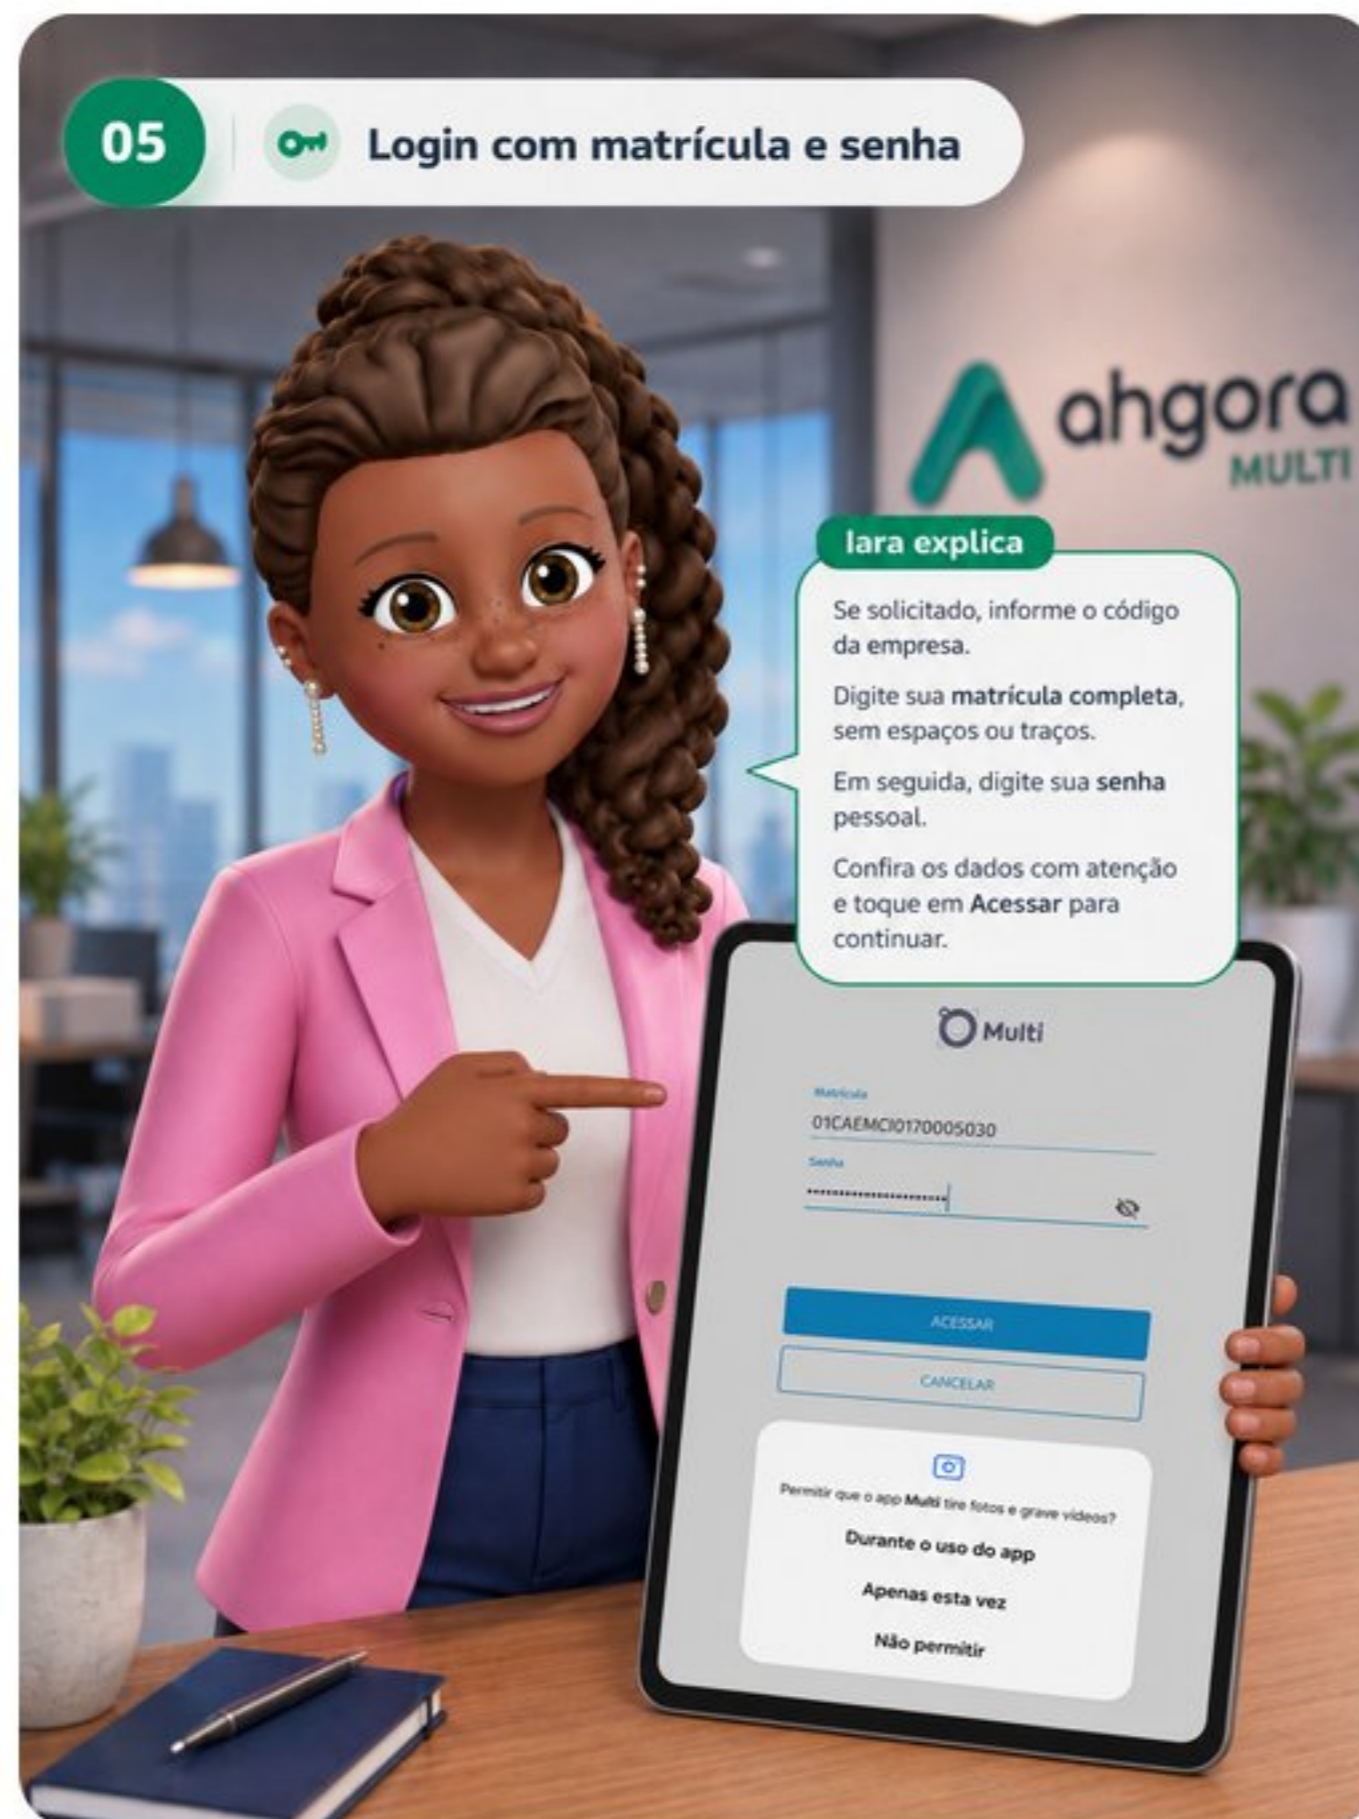 05
Login com matrícula e senha
ahgora
MULTI
Iara explica
Se solicitado, informe o código
da empresa.
Digite sua matrícula completa,
sem espaços ou traços.
Em seguida, digite sua senha
pessoal.
Confira os dados com atenção
e toque em Acessar para
continuar.
Multi
Matrícula
01CAEMCI0170005030
Senha
ACESSAR
CANCELAR
Permitir que o app Multi tire fotos e grave vídeos?
Durante o uso do app
Apenas esta vez
Não permitir